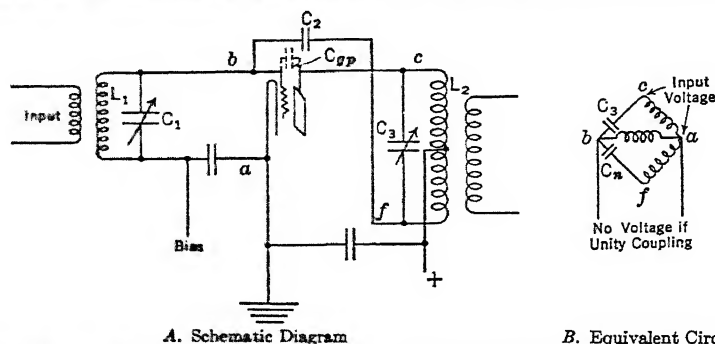 C2
b
Cgp
c
L1
L2
Input
C1
C3
a
f
Bias
+
A. Schematic Diagram
c
Input
Voltage
C3
b
a
Cn
f
No Voltage if
Unity Coupling
B. Equivalent Circ